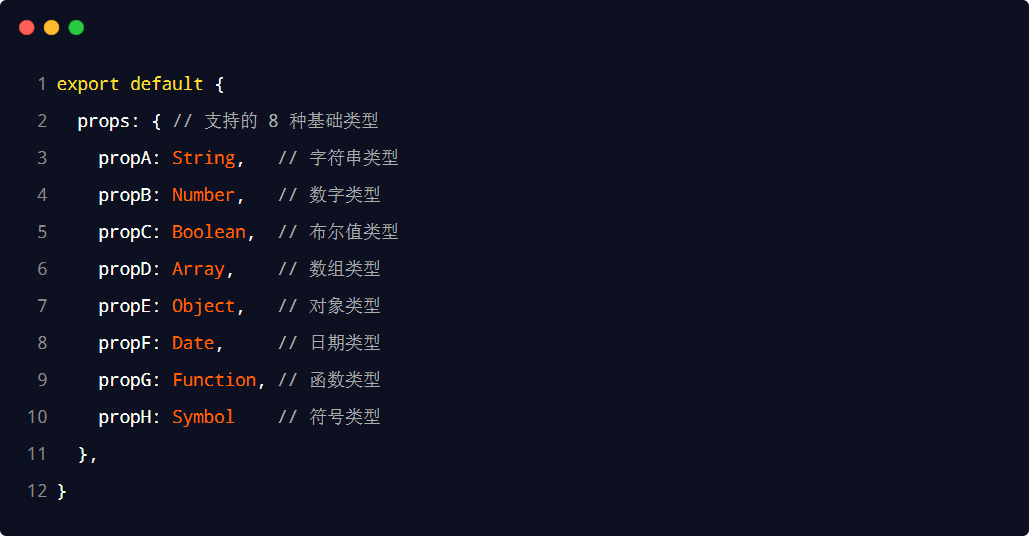 1 export default {
2   props: { // 支持的 8 种基础类型
3     propA: String,   // 字符串类型
4     propB: Number,   // 数字类型
5     propC: Boolean,  // 布尔值类型
6     propD: Array,    // 数组类型
7     propE: Object,   // 对象类型
8     propF: Date,     // 日期类型
9     propG: Function, // 函数类型
10     propH: Symbol    // 符号类型
11   },
12 }